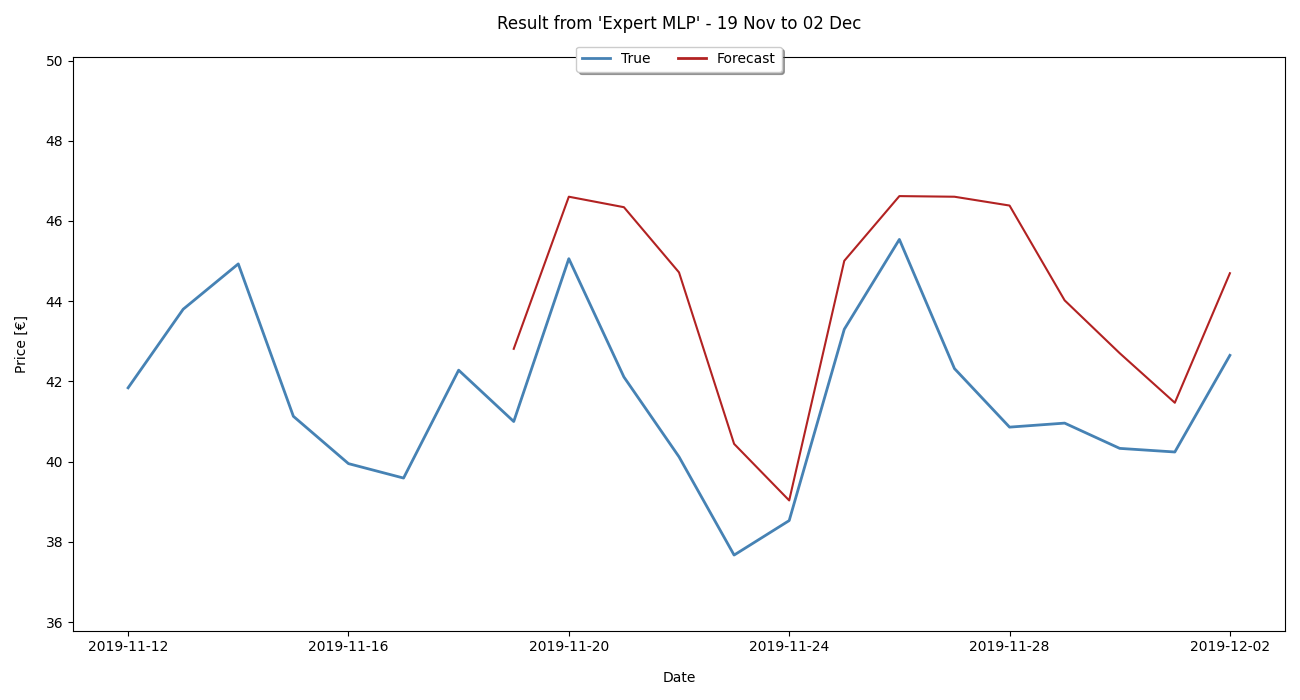 Result from 'Expert MLP' - 19 Nov to 02 Dec
True Forecast
50
48
46
44
42
40
38
36
Price [€]
2019-11-12 2019-11-16 2019-11-20 2019-11-24 2019-11-28 2019-12-02
Date